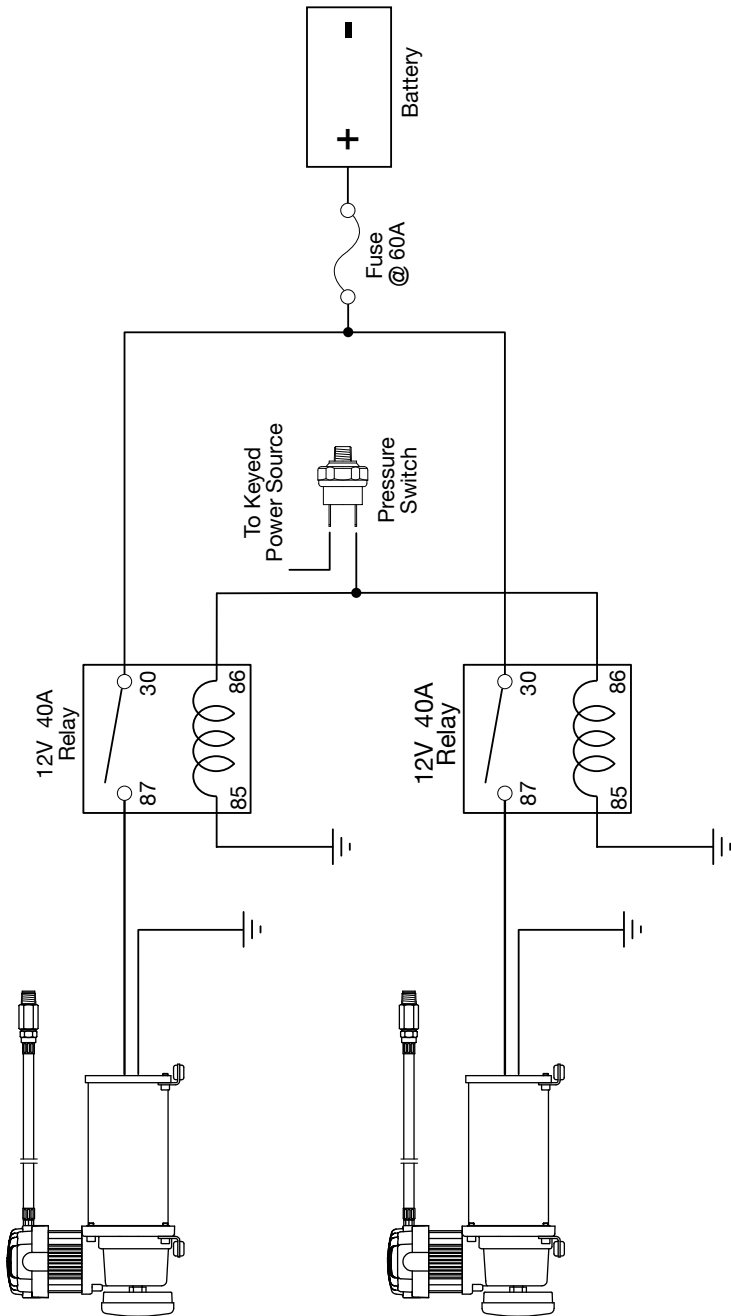 Battery
Fuse
@ 60A
To Keyed
Power Source
Pressure
Switch
12V 40A
Relay
30
87
86
85
12V 40A
Relay
30
87
86
85